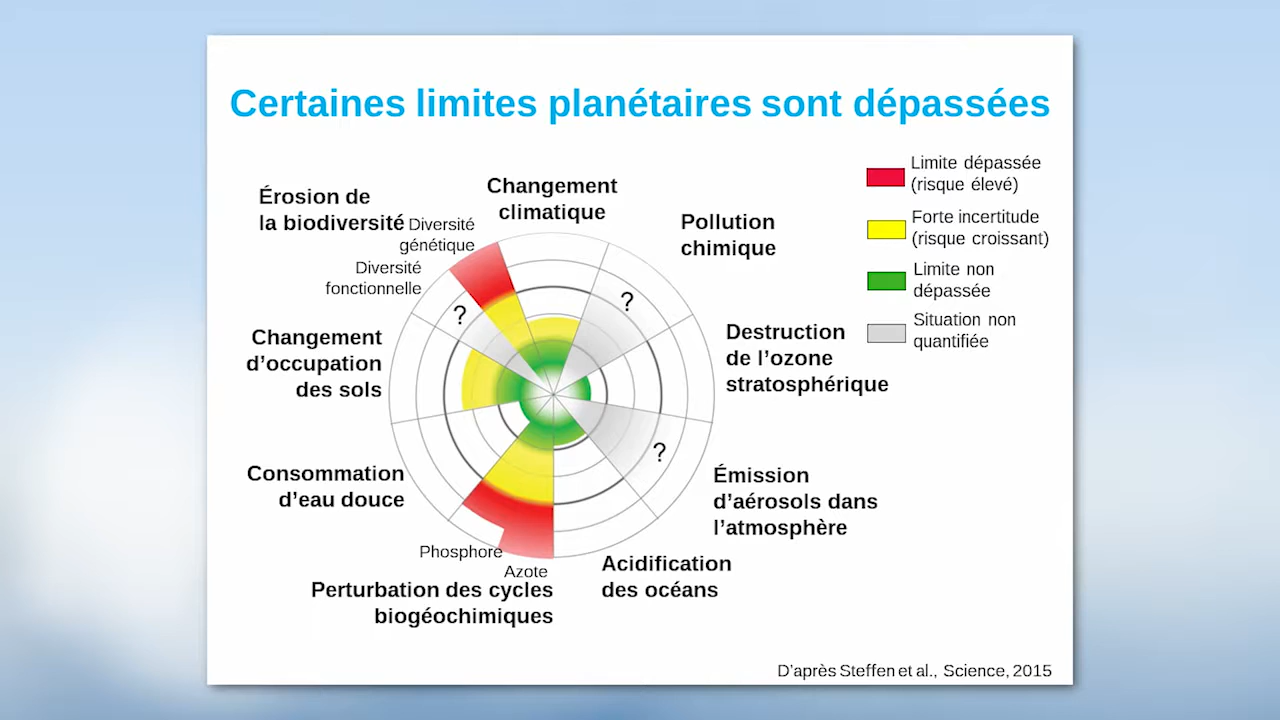 Certaines limites planétaires sont dépassées
Limite dépassée
(risque élevé)
Forte incertitude
(risque croissant)
Limite non
dépassée
Situation non
quantifiée
Érosion de
la biodiversité
Diversité
génétique
Diversité
fonctionnelle
Changement
climatique
Pollution
chimique
?
?
Changement
d’occupation
des sols
Destruction
de l’ozone
stratosphérique
?
Consommation
d’eau douce
Émission
d’aérosols dans
l’atmosphère
Phosphore
Azote
Perturbation des cycles
biogéochimiques
Acidification
des océans
D’après Steffen et al., Science, 2015